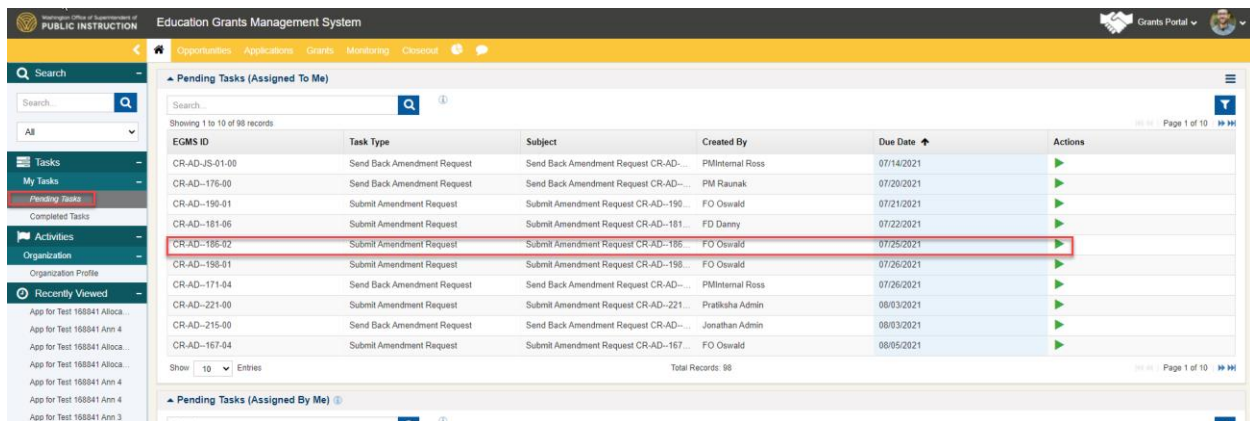 Washington Office of Superintendent of
PUBLIC INSTRUCTION
Education Grants Management System
Grants Portal
Opportunities Applications Grants Monitoring Closeout
Search
Search...
All
Tasks
My Tasks
Pending Tasks
Completed Tasks
Activities
Organization
Organization Profile
Recently Viewed
App for Test 168841 Alloca...
App for Test 168841 Ann 4
App for Test 168841 Alloca...
App for Test 168841 Alloca...
App for Test 168841 Ann 4
App for Test 168841 Ann 4
App for Test 168841 Ann 3
Pending Tasks (Assigned To Me)
Search...
Showing 1 to 10 of 98 records
Page 1 of 10
EGMS ID Task Type Subject Created By Due Date Actions
CR-AD-JS-01-00 Send Back Amendment Request Send Back Amendment Request CR-AD-... PMInternal Ross 07/14/2021
CR-AD--176-00 Send Back Amendment Request Send Back Amendment Request CR-AD--... PM Raunak 07/20/2021
CR-AD--190-01 Submit Amendment Request Submit Amendment Request CR-AD--190... FO Oswald 07/21/2021
CR-AD--181-06 Submit Amendment Request Submit Amendment Request CR-AD--181... FD Danny 07/22/2021
CR-AD--186-02 Submit Amendment Request Submit Amendment Request CR-AD--186... FO Oswald 07/25/2021
CR-AD--198-01 Submit Amendment Request Submit Amendment Request CR-AD--198... FO Oswald 07/26/2021
CR-AD--171-04 Send Back Amendment Request Send Back Amendment Request CR-AD--... PMInternal Ross 07/26/2021
CR-AD--221-00 Submit Amendment Request Submit Amendment Request CR-AD--221... Pratiksha Admin 08/03/2021
CR-AD--215-00 Send Back Amendment Request Send Back Amendment Request CR-AD--... Jonathan Admin 08/03/2021
CR-AD--167-04 Submit Amendment Request Submit Amendment Request CR-AD--167... FO Oswald 08/05/2021
Show 10 Entries Total Records: 98 Page 1 of 10
Pending Tasks (Assigned By Me)